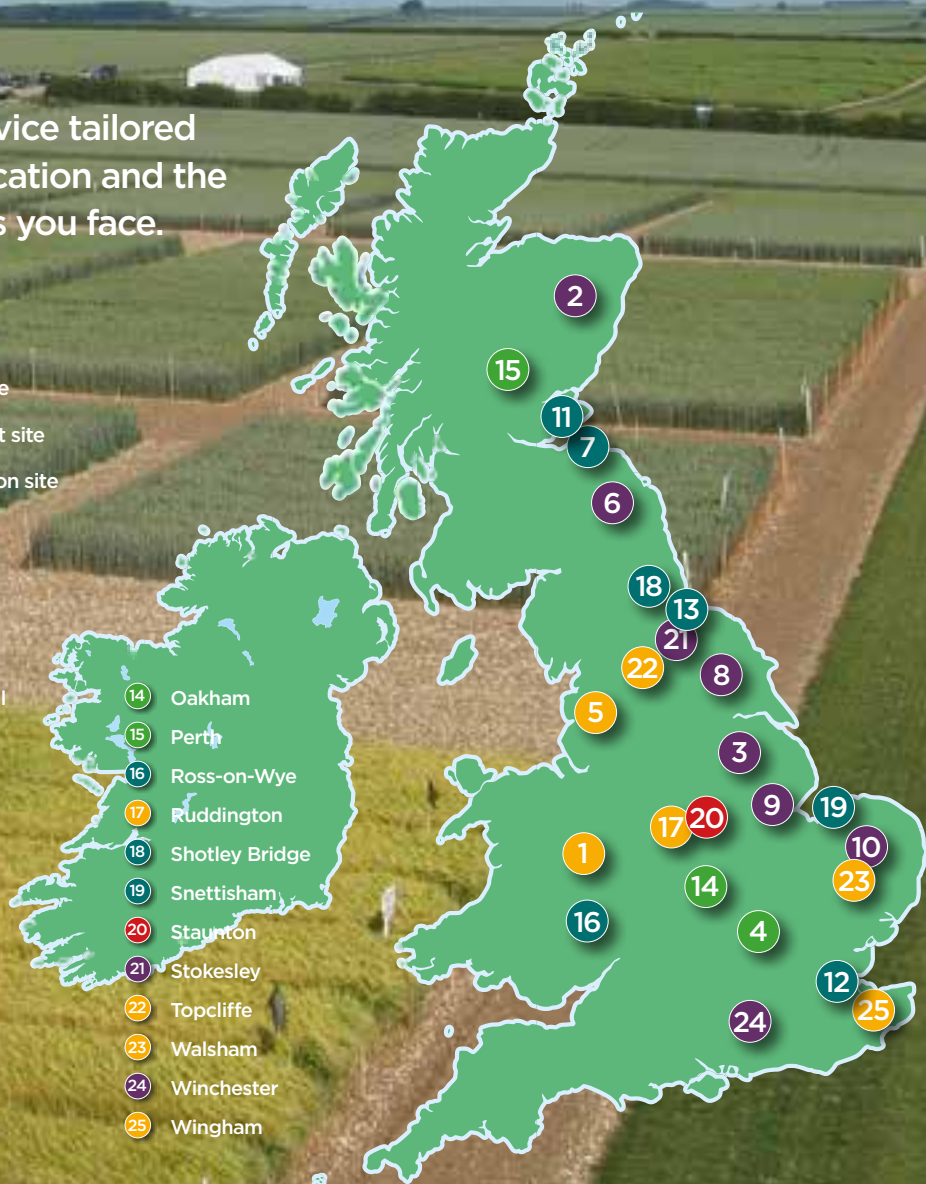 vice tailored
cation and the
s you face.
e
t site
on site
l
14 Oakham
15 Perth
16 Ross-on-Wye
17 Ruddington
18 Shotley Bridge
19 Snettisham
20 Staunton
21 Stokesley
22 Topcliffe
23 Walsham
24 Winchester
25 Wingham
2
15
11
7
6
18
13
21
22
8
5
3
9
19
17
20
10
1
23
14
16
4
12
25
24